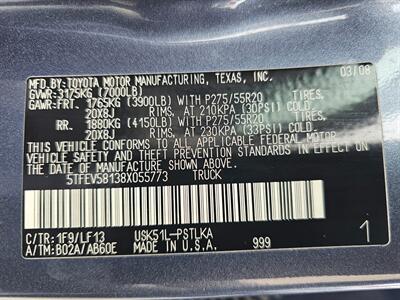 MFD.BY:TOYOTA MOTOR MANUFACTURING, TEXAS, INC. 03/08
GVWR:3175KG (7000LB)
GAWR:FRT. 1765KG (3900LB) WITH P275/55R20 TIRES.
20X8J RIMS. AT 210KPA (30PSI) COLD.
RR. 1880KG (4150LB) WITH P275/55R20 TIRES.
20X8J RIMS. AT 230KPA (33PSI) COLD.
THIS VEHICLE CONFORMS TO ALL APPLICABLE FEDERAL MOTOR
VEHICLE SAFETY STANDARDS IN EFFECT ON
THE DATE OF MANUFACTURE SHOWN ABOVE.
5TFEV58138X055773 TRUCK
C/TR:1F9/LF13 USK51L-PSTLKA
A/TM:B02A/AB60E MADE IN U.S.A. 999 1